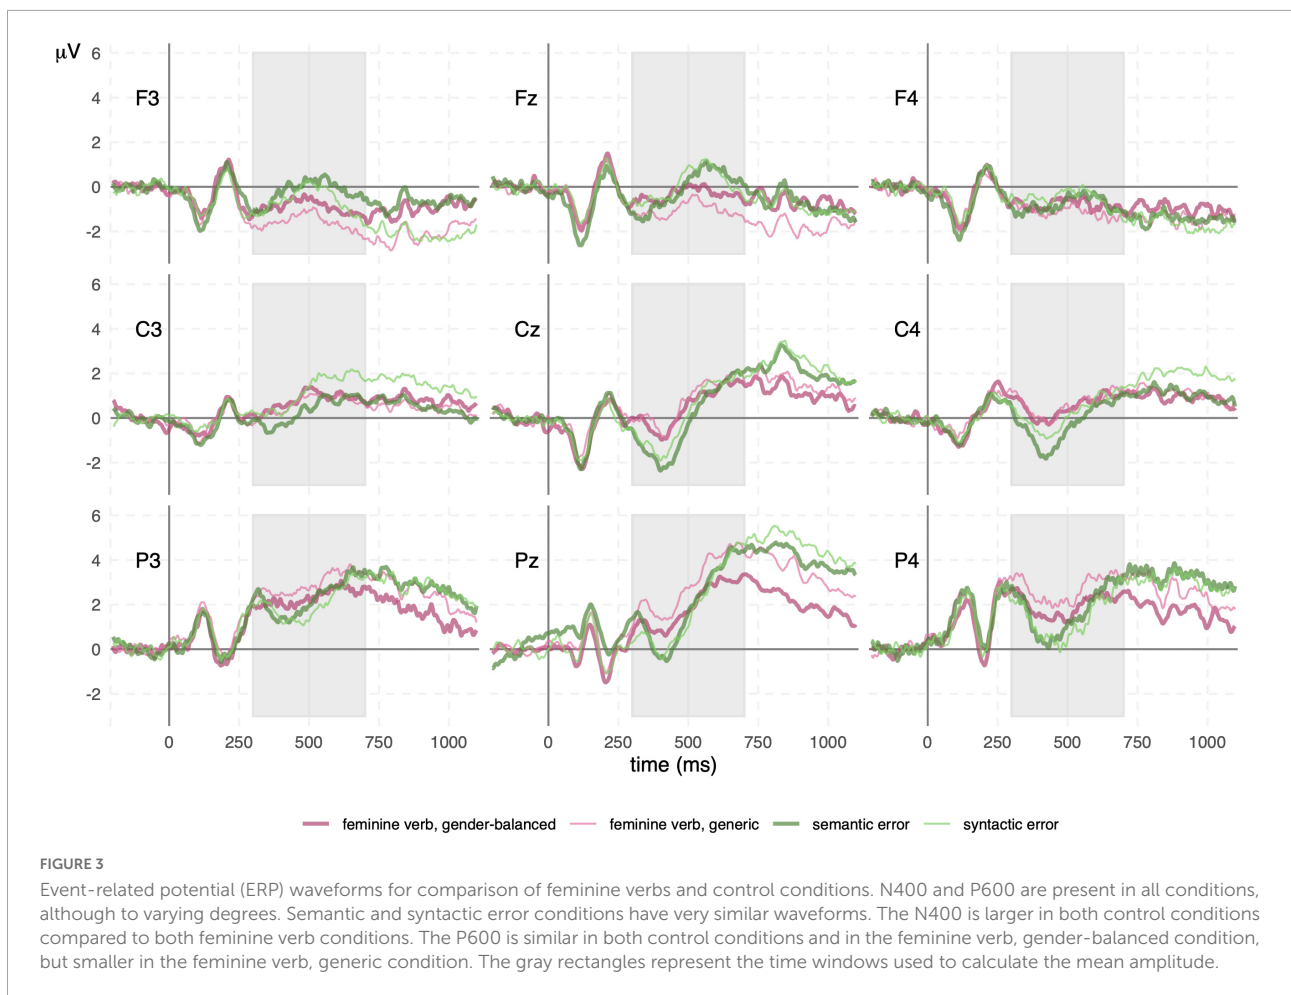 μV
6
4
2
0
-2
F3
Fz
F4
6
4
2
0
-2
C3
Cz
C4
6
4
2
0
-2
P3
Pz
P4
0 250 500 750 1000 0 250 500 750 1000 0 250 500 750 1000
time (ms)
feminine verb, gender-balanced feminine verb, generic semantic error syntactic error
FIGURE 3
Event-related potential (ERP) waveforms for comparison of feminine verbs and control conditions. N400 and P600 are present in all conditions,
although to varying degrees. Semantic and syntactic error conditions have very similar waveforms. The N400 is larger in both control conditions
compared to both feminine verb conditions. The P600 is similar in both control conditions and in the feminine verb, gender-balanced condition,
but smaller in the feminine verb, generic condition. The gray rectangles represent the time windows used to calculate the mean amplitude.